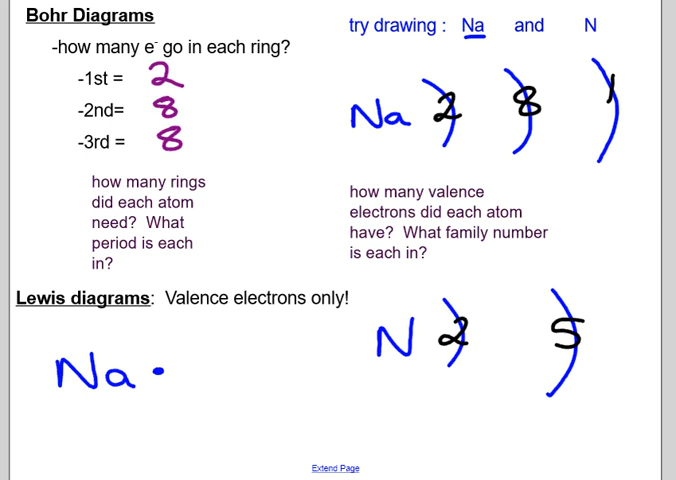 Bohr Diagrams
try drawing : Na and N
-how many e- go in each ring?
-1st = 2
-2nd= 8
-3rd = 8
Na 2 8 1
how many rings
did each atom
need? What
period is each
in?
how many valence
electrons did each atom
have? What family number
is each in?
Lewis diagrams: Valence electrons only!
N 2 5
Na •
Extend Page